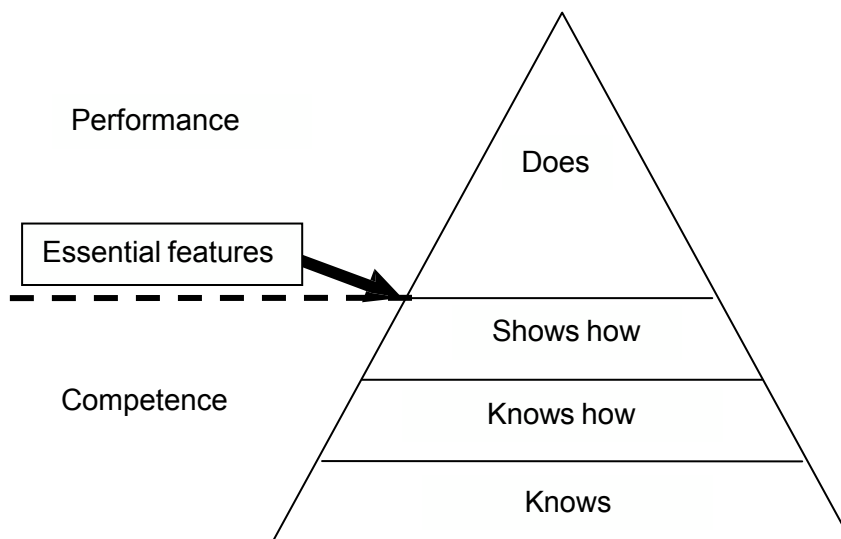 Performance
Does
Essential features
Shows how
Competence
Knows how
Knows